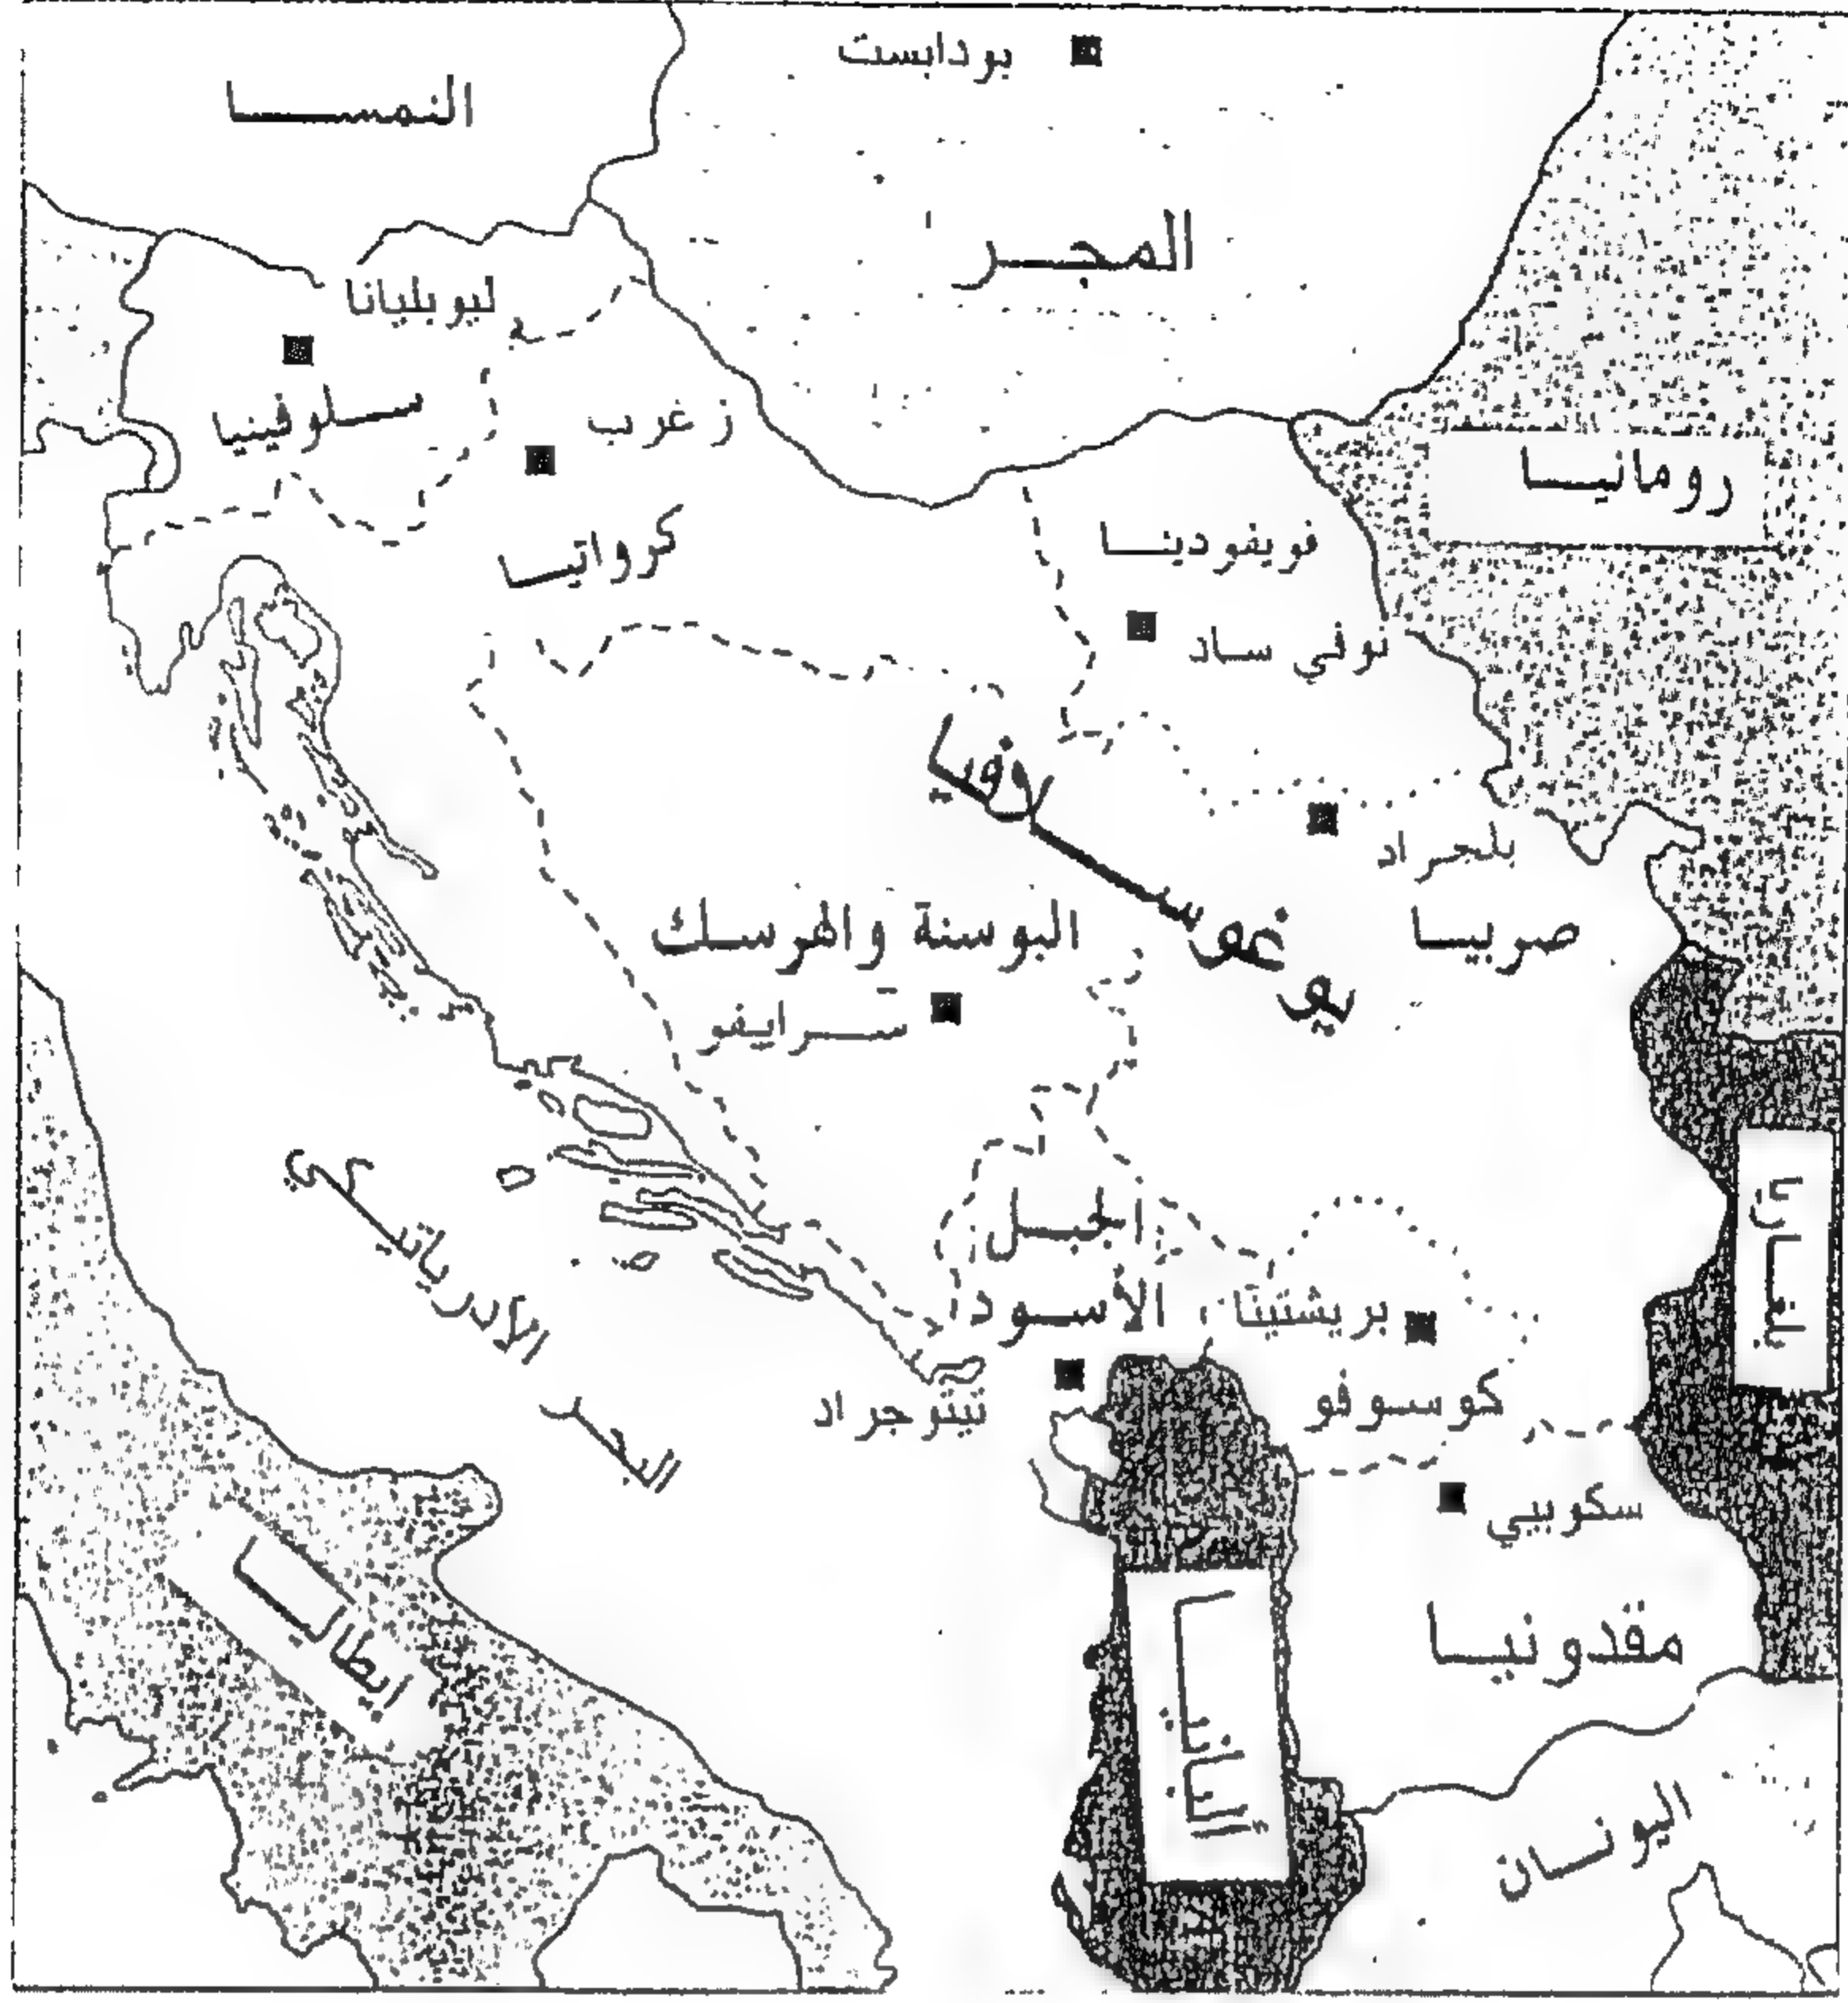 بودابست
النمسا
المجر
ليوبليانا
سلوفينيا
زغرب
رومانيا
كرواتيا
فويفودينا
نوفي ساد
يوغوسلافيا
بلجراد
صربيا
البوسنة والهرسك
سرايفو
بلغاريا
البحر الأدرياتيكي
الجبل
الأسود
بريشتينا
كوسوفو
تيتوجراد
سكوبيي
ايطاليا
ألبانيا
مقدونيا
اليونان